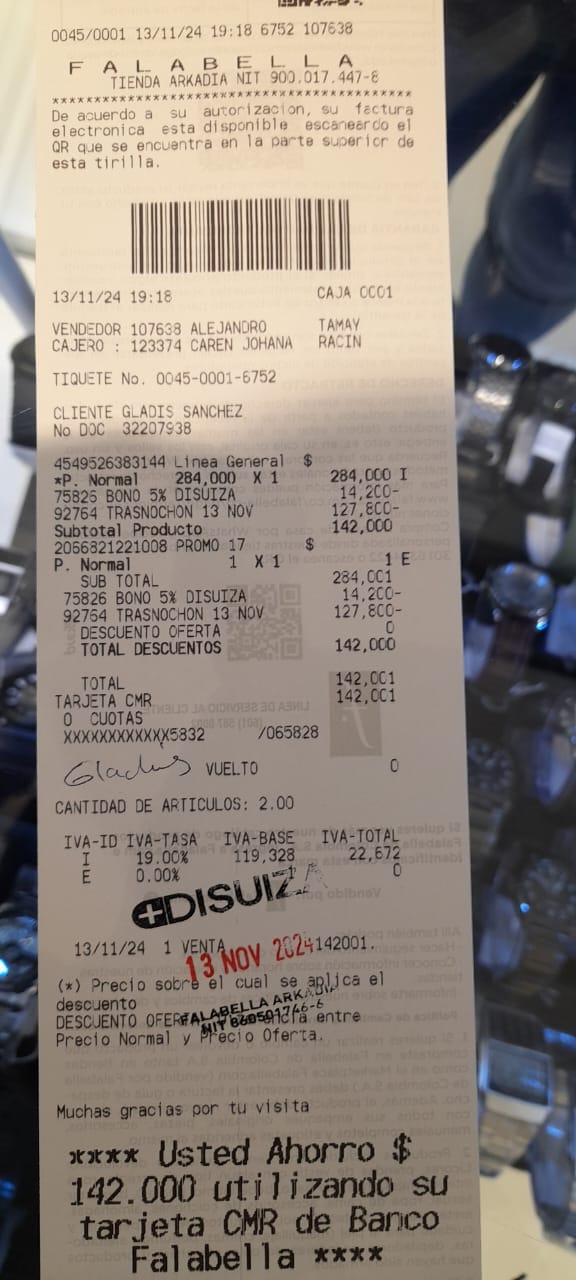 0045/0001 13/11/24 19:18 6752 107638
F A L A B E L L A
TIENDA ARKADIA NIT 900.017.447-8
****************************************
De acuerdo a su autorizacion, su factura
electronica esta disponible escaneardo el
QR que se encuentra en la parte superior de
esta tirilla.
13/11/24 19:18 CAJA 0001
VENDEDOR 107638 ALEJANDRO TAMAY
CAJERO : 123374 CAREN JOHANA RACIN
TIQUETE No. 0045-0001-6752
CLIENTE GLADIS SANCHEZ
No DOC 32207938
4549526383144 Linea General $
*P. Normal 284,000 X 1 284,000 I
75826 BONO 5% DISUIZA 14,200-
92764 TRASNOCHON 13 NOV 127,800-
Subtotal Producto 142,000
2066821221008 PROMO 17 $
P. Normal 1 X 1 1 E
SUB TOTAL 284,001
75826 BONO 5% DISUIZA 14,200-
92764 TRASNOCHON 13 NOV 127,800-
DESCUENTO OFERTA 0
TOTAL DESCUENTOS 142,000
TOTAL 142,001
TARJETA CMR 142,001
0 CUOTAS
XXXXXXXXXXXX5832 /065828
Gladys VUELTO 0
CANTIDAD DE ARTICULOS: 2.00
IVA-ID IVA-TASA IVA-BASE IVA-TOTAL
I 19.00% 119,328 22,672
E 0.00% 0
DISUIZA
13/11/24 1 VENTA 142001.
13 NOV 2024
(*) Precio sobre el cual se aplica el
descuento
FALABELLA ARKADIA
NIT 860501746-6
DESCUENTO entre
Precio Normal y Precio Oferta.
Muchas gracias por tu visita
**** Usted Ahorro $
142.000 utilizando su
tarjeta CMR de Banco
Falabella ****